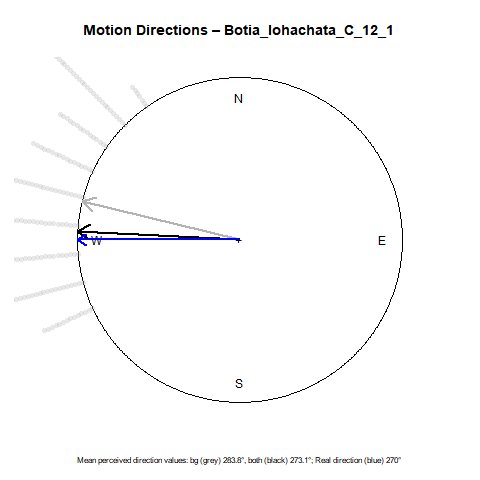 Motion Directions – Botia_lohachata_C_12_1
N
W
E
S
Mean perceived direction values: bg (grey) 283.8°, both (black) 273.1°; Real direction (blue) 270°